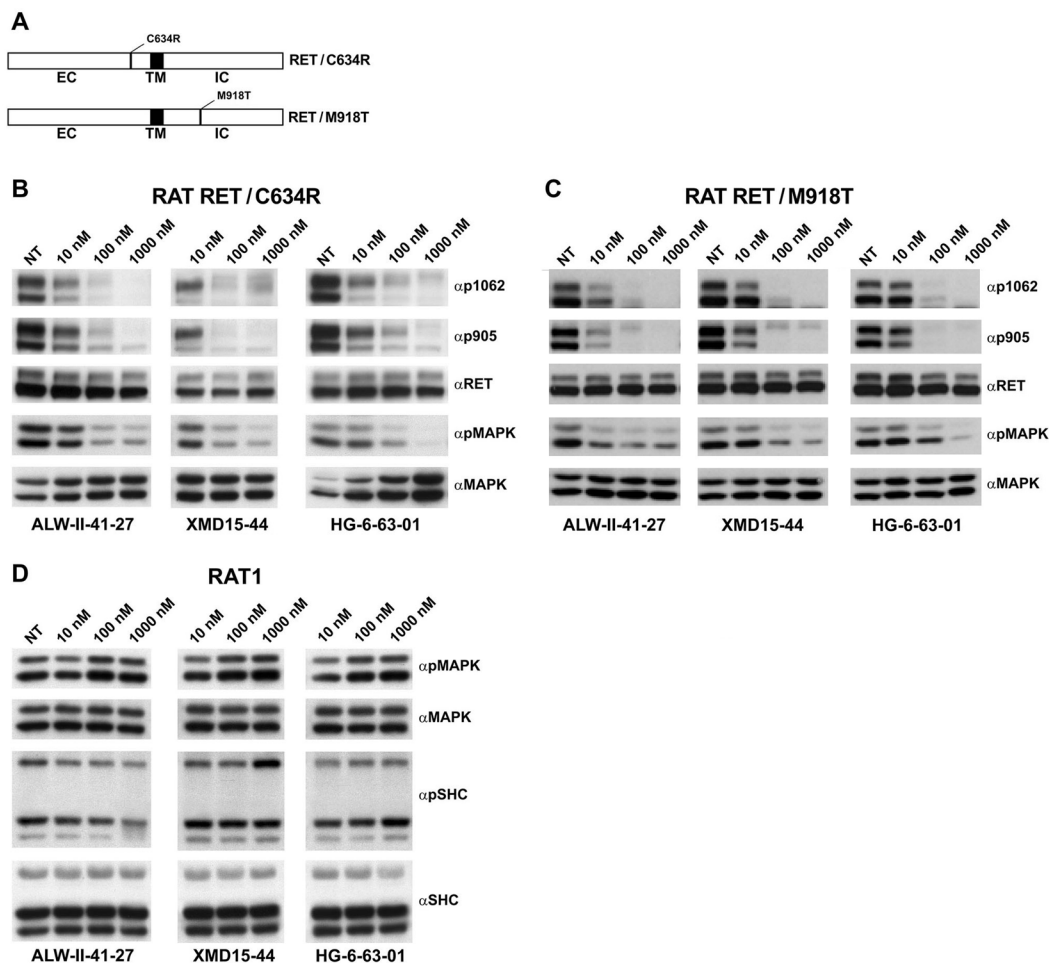 A
C634R
RET/C634R
EC TM IC
M918T
RET/M918T
EC TM IC
B
RAT RET/C634R
NT 10 nM 100 nM 1000 nM 10 nM 100 nM 1000 nM NT 10 nM 100 nM 1000 nM
αp1062
αp905
αRET
αpMAPK
αMAPK
ALW-II-41-27 XMD15-44 HG-6-63-01
C
RAT RET/M918T
NT 10 nM 100 nM 1000 nM NT 10 nM 100 nM 1000 nM NT 10 nM 100 nM 1000 nM
αp1062
αp905
αRET
αpMAPK
αMAPK
ALW-II-41-27 XMD15-44 HG-6-63-01
D
RAT1
NT 10 nM 100 nM 1000 nM 10 nM 100 nM 1000 nM 10 nM 100 nM 1000 nM
αpMAPK
αMAPK
αpSHC
αSHC
ALW-II-41-27 XMD15-44 HG-6-63-01